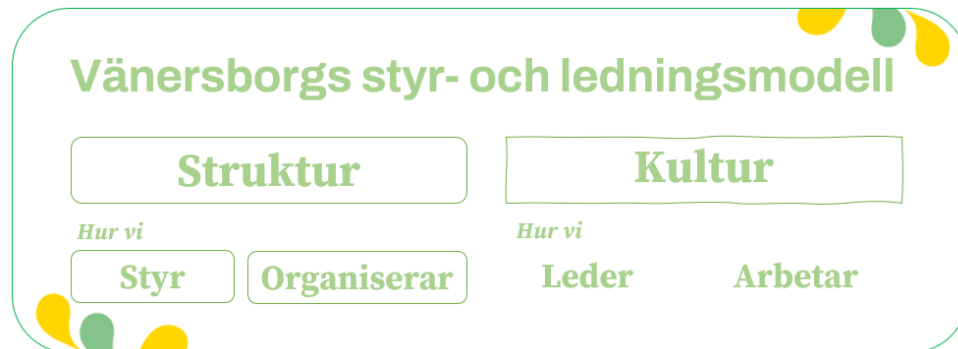 Vänersborgs styr- och ledningsmodell
Struktur
Kultur
Hur vi
Hur vi
Styr
Organiserar
Leder
Arbetar